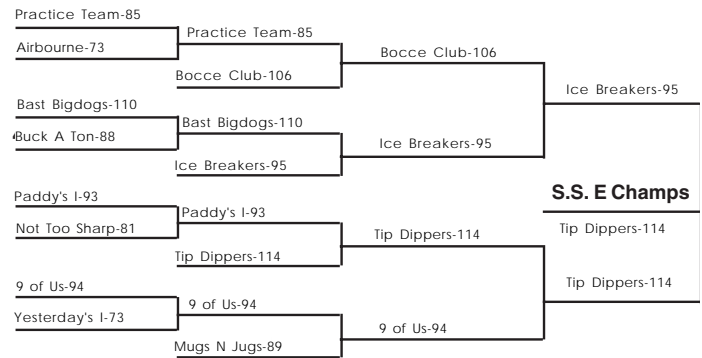 Practice Team-85
Airbourne-73
Practice Team-85
Bocce Club-106
Bocce Club-106
Ice Breakers-95
Bast Bigdogs-110
Buck A Ton-88
Bast Bigdogs-110
Ice Breakers-95
Ice Breakers-95
S.S. E Champs
Tip Dippers-114
Paddy's I-93
Not Too Sharp-81
Paddy's I-93
Tip Dippers-114
Tip Dippers-114
Tip Dippers-114
9 of Us-94
Yesterday's I-73
9 of Us-94
Mugs N Jugs-89
9 of Us-94